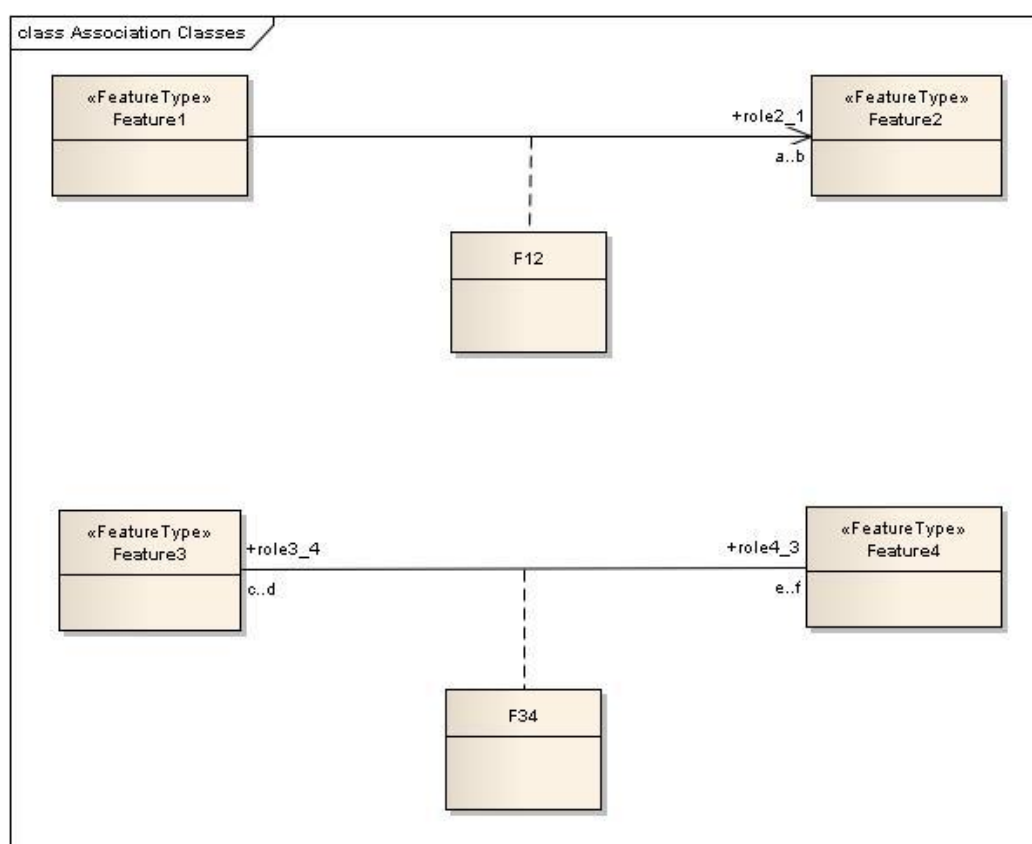 class Association Classes
«FeatureType»
Feature1
+role2_1
a..b
«FeatureType»
Feature2
F12
«FeatureType»
Feature3
+role3_4
c..d
+role4_3
e..f
«FeatureType»
Feature4
F34